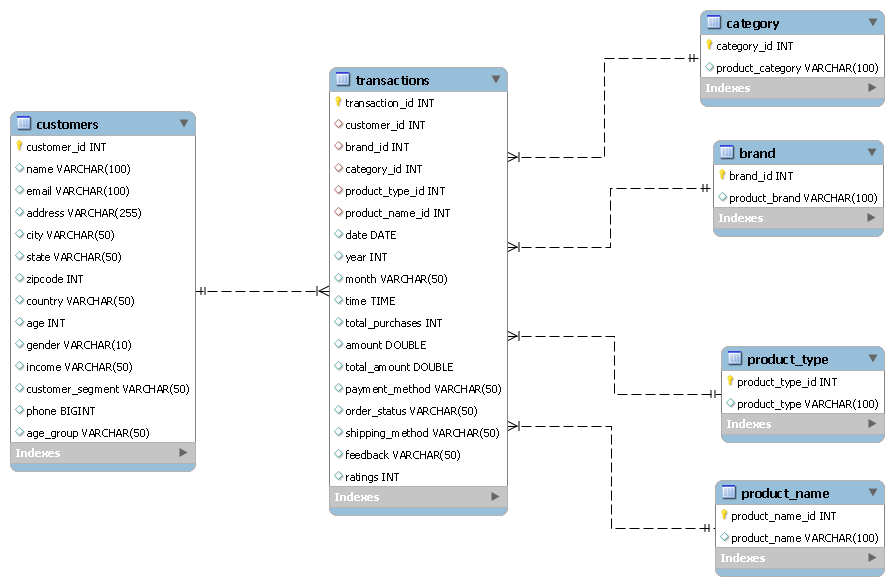 customers
customer_id INT
name VARCHAR(100)
email VARCHAR(100)
address VARCHAR(255)
city VARCHAR(50)
state VARCHAR(50)
zipcode INT
country VARCHAR(50)
age INT
gender VARCHAR(10)
income VARCHAR(50)
customer_segment VARCHAR(50)
phone BIGINT
age_group VARCHAR(50)
Indexes
transactions
transaction_id INT
customer_id INT
brand_id INT
category_id INT
product_type_id INT
product_name_id INT
date DATE
year INT
month VARCHAR(50)
time TIME
total_purchases INT
amount DOUBLE
total_amount DOUBLE
payment_method VARCHAR(50)
order_status VARCHAR(50)
shipping_method VARCHAR(50)
feedback VARCHAR(50)
ratings INT
Indexes
category
category_id INT
product_category VARCHAR(100)
Indexes
brand
brand_id INT
product_brand VARCHAR(100)
Indexes
product_type
product_type_id INT
product_type VARCHAR(100)
Indexes
product_name
product_name_id INT
product_name VARCHAR(100)
Indexes